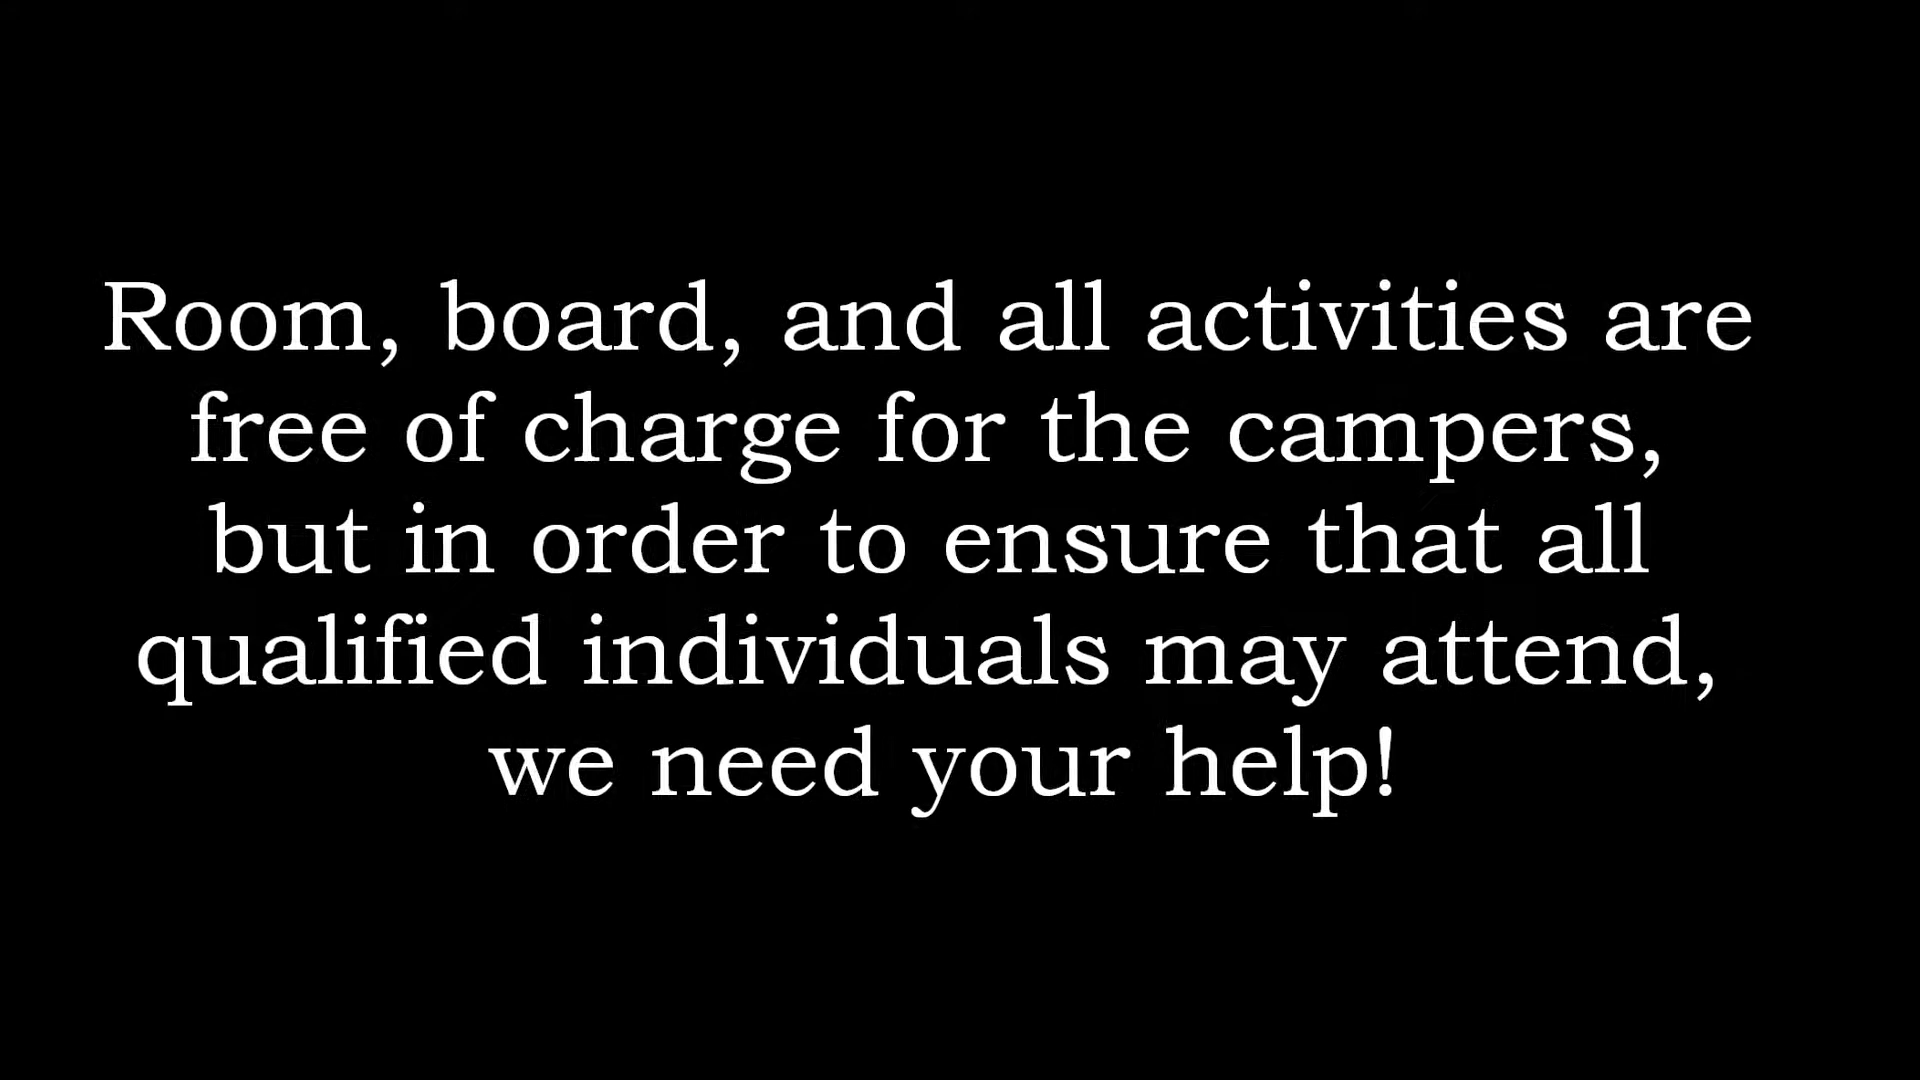 Room, board, and all activities are
free of charge for the campers,
but in order to ensure that all
qualified individuals may attend,
we need your help!